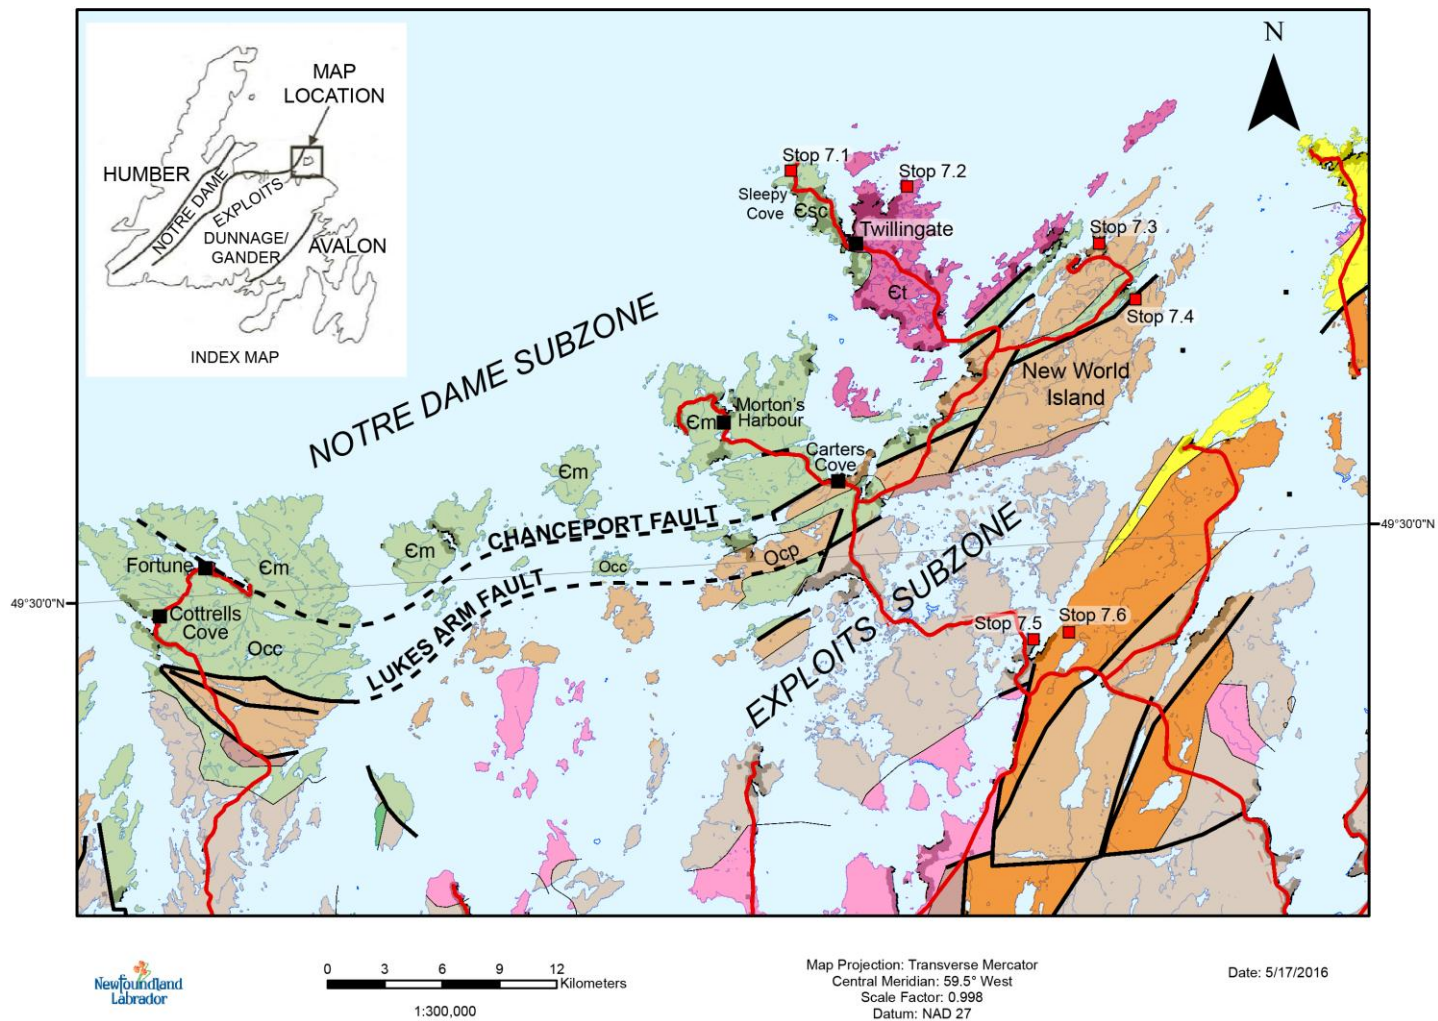 N
MAP
LOCATION
HUMBER
NOTRE DAME
EXPLOITS
DUNNAGE/
GANDER
AVALON
INDEX MAP
Stop 7.1
Stop 7.2
Sleepy
Cove
Єsc
Twillingate
Stop 7.3
Єt
Stop 7.4
NOTRE DAME SUBZONE
New World
Island
Morton's
Harbour
Єm
Carters
Cove
Єm
CHANCEPORT FAULT
49°30'0"N
Єm
Ocp
Fortune
Єm
Occ
LUKES ARM FAULT
EXPLOITS SUBZONE
49°30'0"N
Cottrells
Cove
Occ
Stop 7.5
Stop 7.6
Newfoundland
Labrador
0 3 6 9 12
Kilometers
1:300,000
Map Projection: Transverse Mercator
Central Meridian: 59.5° West
Scale Factor: 0.998
Datum: NAD 27
Date: 5/17/2016